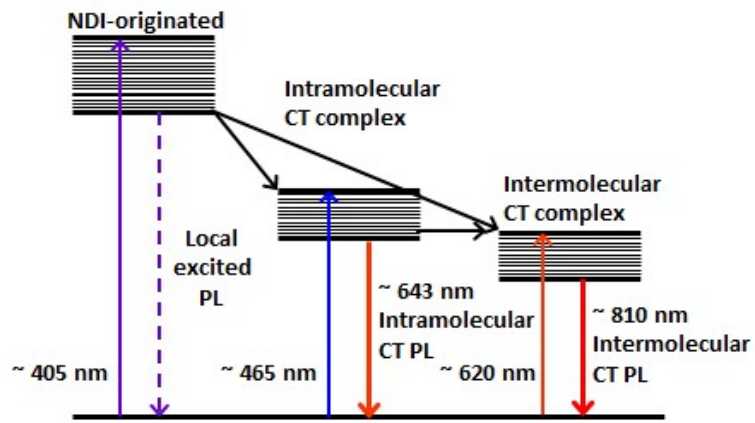 NDI-originated
Intramolecular
CT complex
Intermolecular
CT complex
Local
excited
PL
~ 643 nm
Intramolecular
CT PL
~ 810 nm
Intermolecular
CT PL
~ 405 nm
~ 465 nm
~ 620 nm